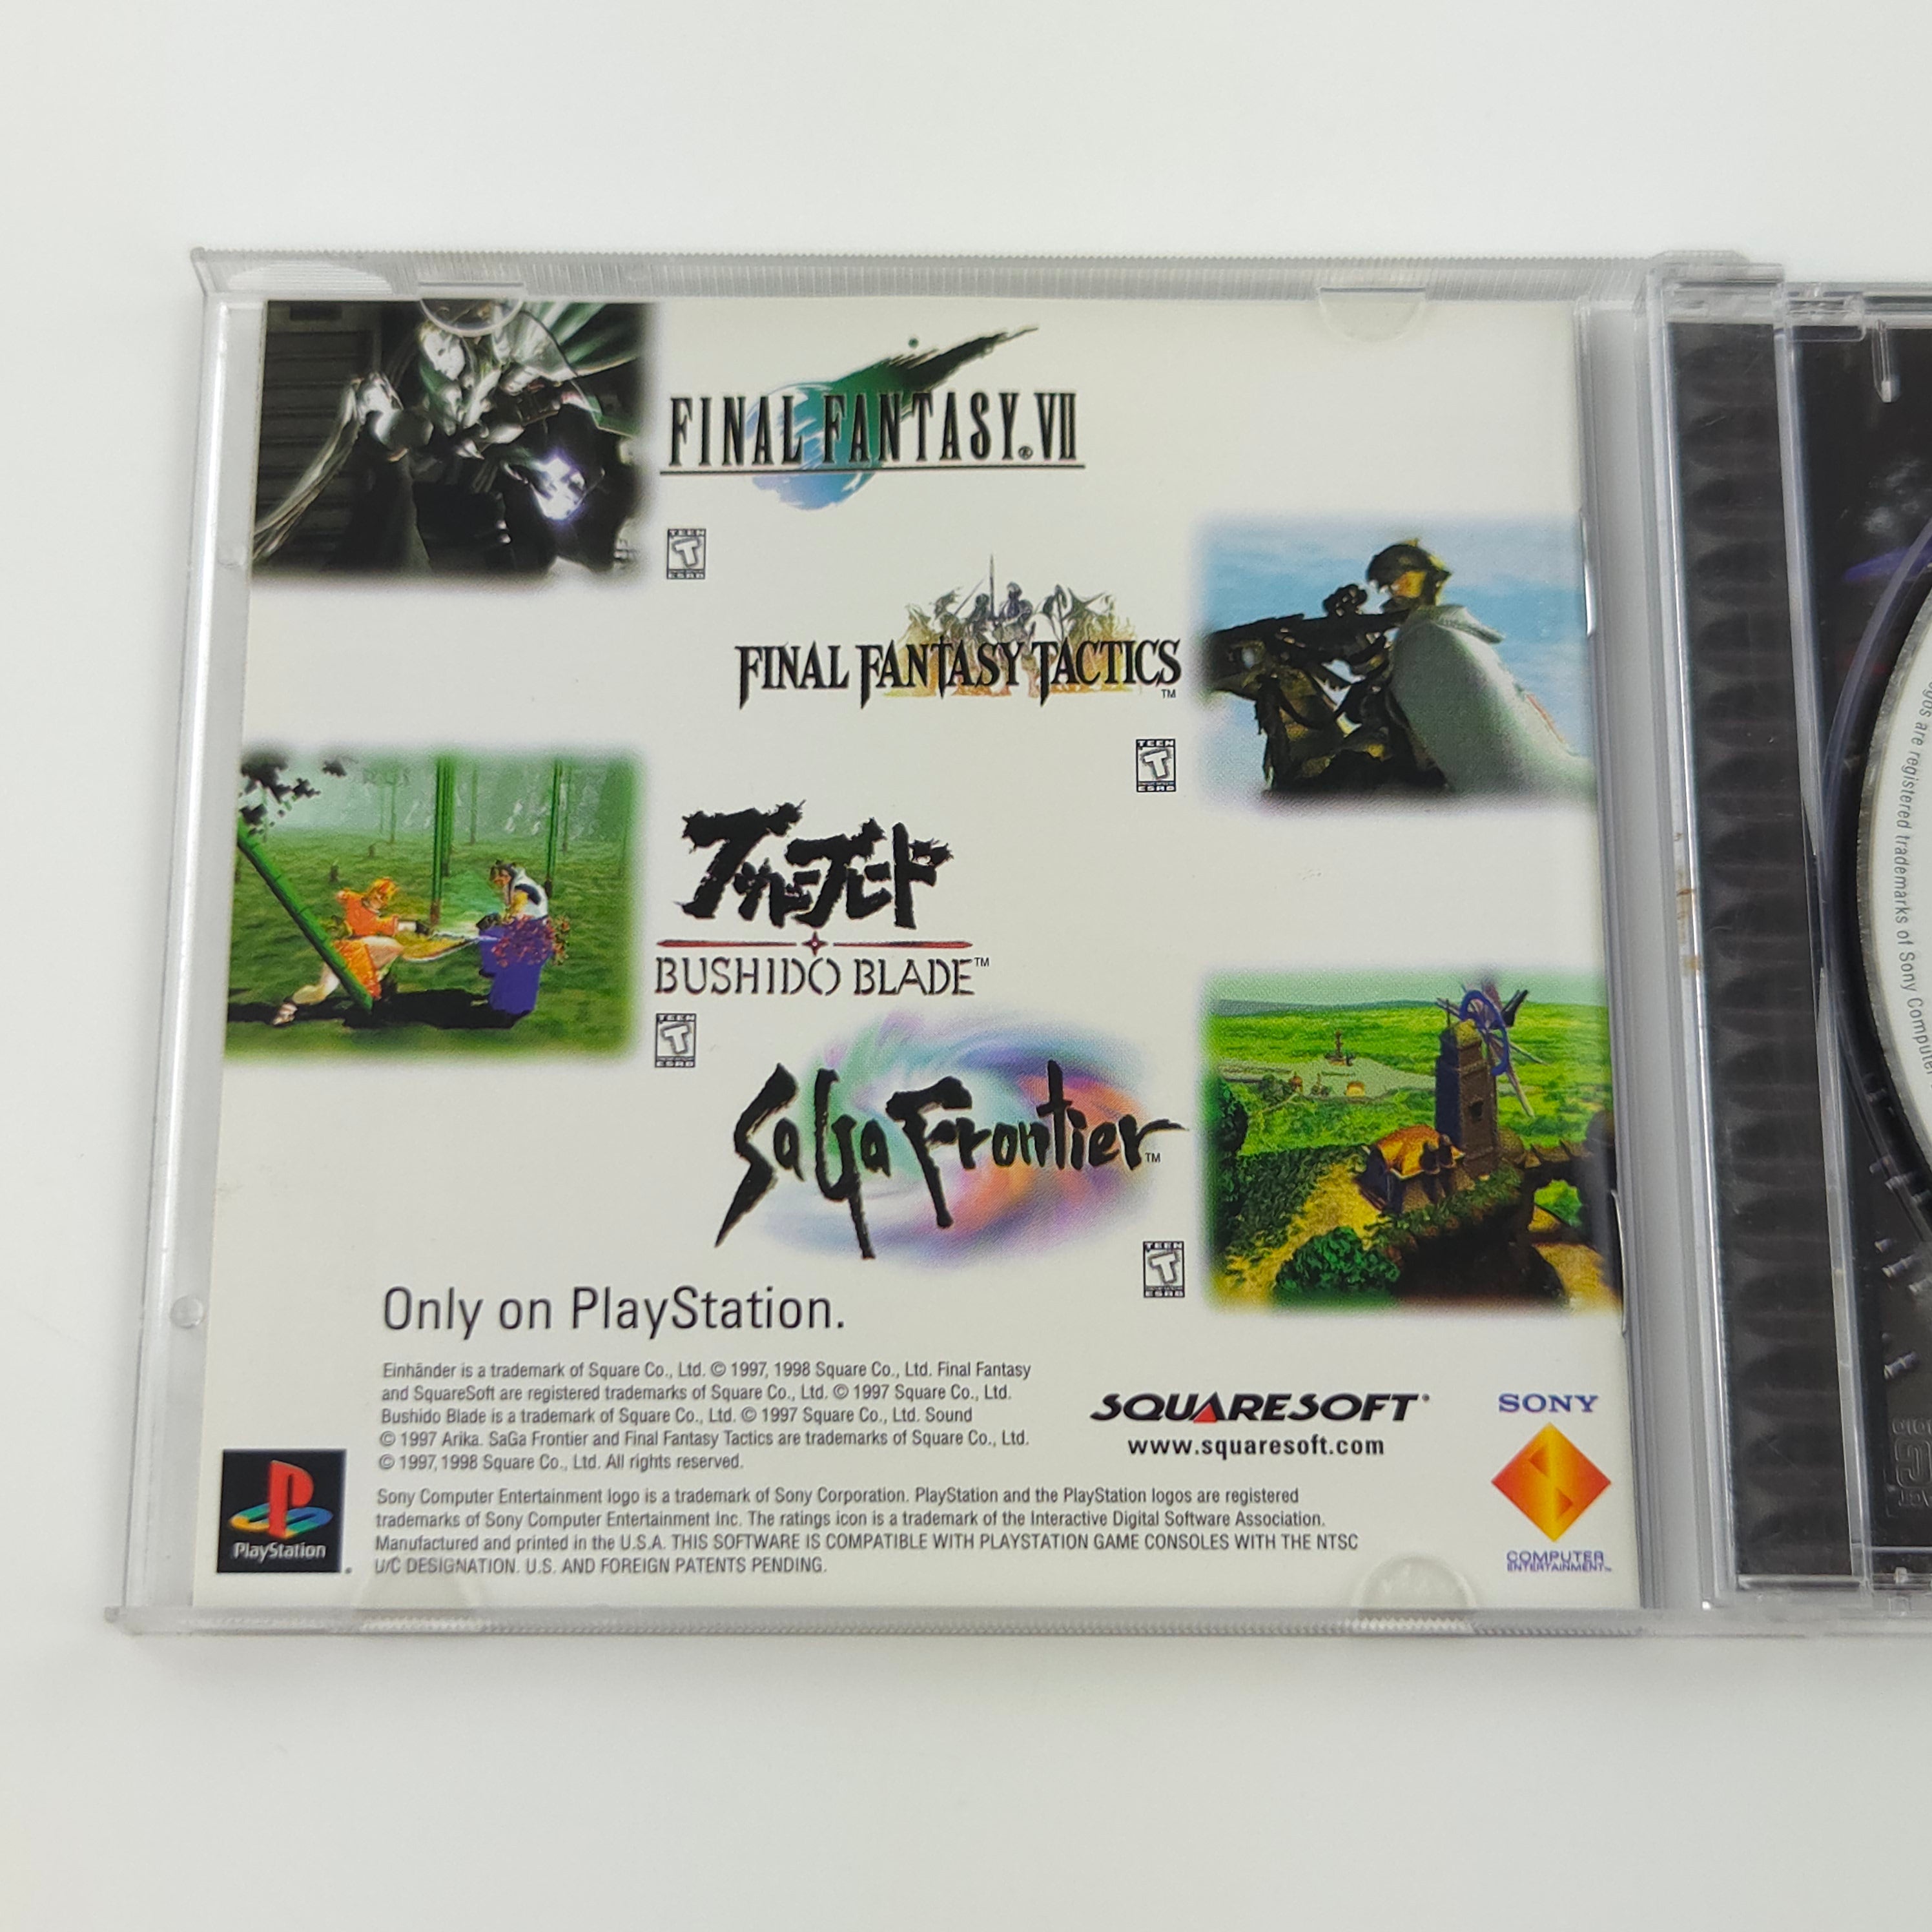 FINAL FANTASY® VII
TEEN
T
ESRB
FINAL FANTASY TACTICS
TM
TEEN
T
ESRB
ブシドーブレード
BUSHIDO BLADE™
TEEN
T
ESRB
SaGa Frontier™
TEEN
T
ESRB
Only on PlayStation.
Einhänder is a trademark of Square Co., Ltd. © 1997, 1998 Square Co., Ltd. Final Fantasy
and SquareSoft are registered trademarks of Square Co., Ltd. © 1997 Square Co., Ltd.
Bushido Blade is a trademark of Square Co., Ltd. © 1997 Square Co., Ltd. Sound
© 1997 Arika. SaGa Frontier and Final Fantasy Tactics are trademarks of Square Co., Ltd.
© 1997, 1998 Square Co., Ltd. All rights reserved.
SQUARESOFT®
www.squaresoft.com
SONY
COMPUTER
ENTERTAINMENT™
PlayStation
Sony Computer Entertainment logo is a trademark of Sony Corporation. PlayStation and the PlayStation logos are registered
trademarks of Sony Computer Entertainment Inc. The ratings icon is a trademark of the Interactive Digital Software Association.
Manufactured and printed in the U.S.A. THIS SOFTWARE IS COMPATIBLE WITH PLAYSTATION GAME CONSOLES WITH THE NTSC
U/C DESIGNATION. U.S. AND FOREIGN PATENTS PENDING.
are registered trademarks of Sony Computer